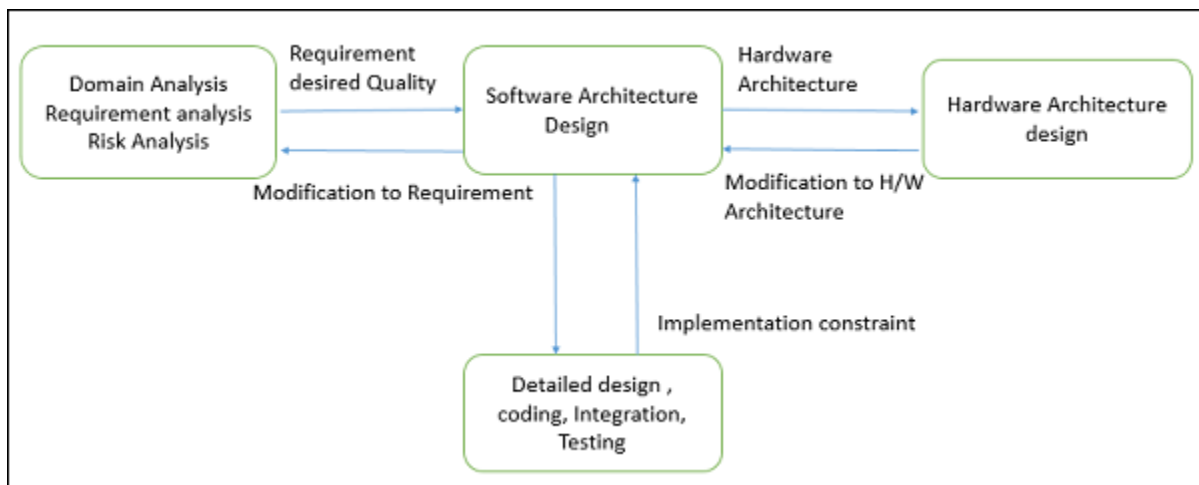 Domain Analysis
Requirement analysis
Risk Analysis
Requirement
desired Quality
Modification to Requirement
Software Architecture
Design
Hardware
Architecture
Modification to H/W
Architecture
Hardware Architecture
design
Implementation constraint
Detailed design ,
coding, Integration,
Testing